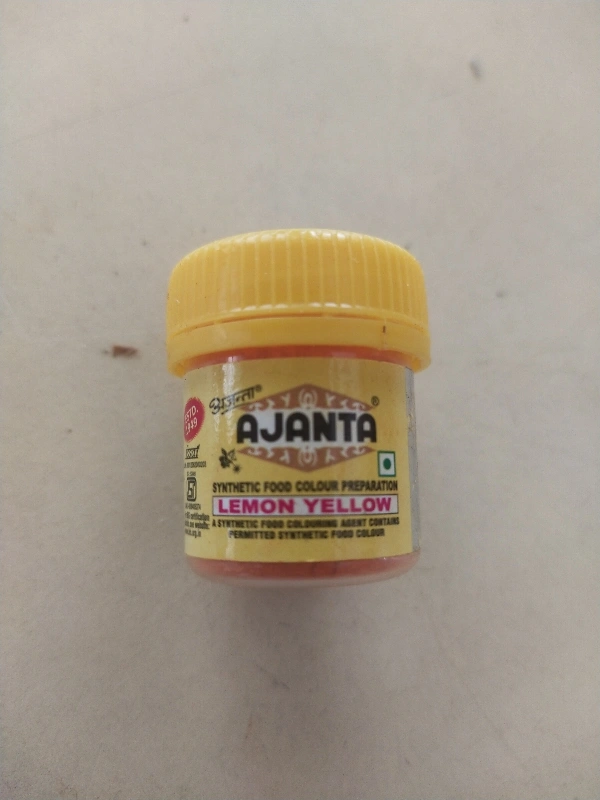 ESTD.
1949
अजन्ता®
AJANTA®
SYNTHETIC FOOD COLOUR PREPARATION
LEMON YELLOW
A SYNTHETIC FOOD COLOURING AGENT CONTAINS
PERMITTED SYNTHETIC FOOD COLOUR